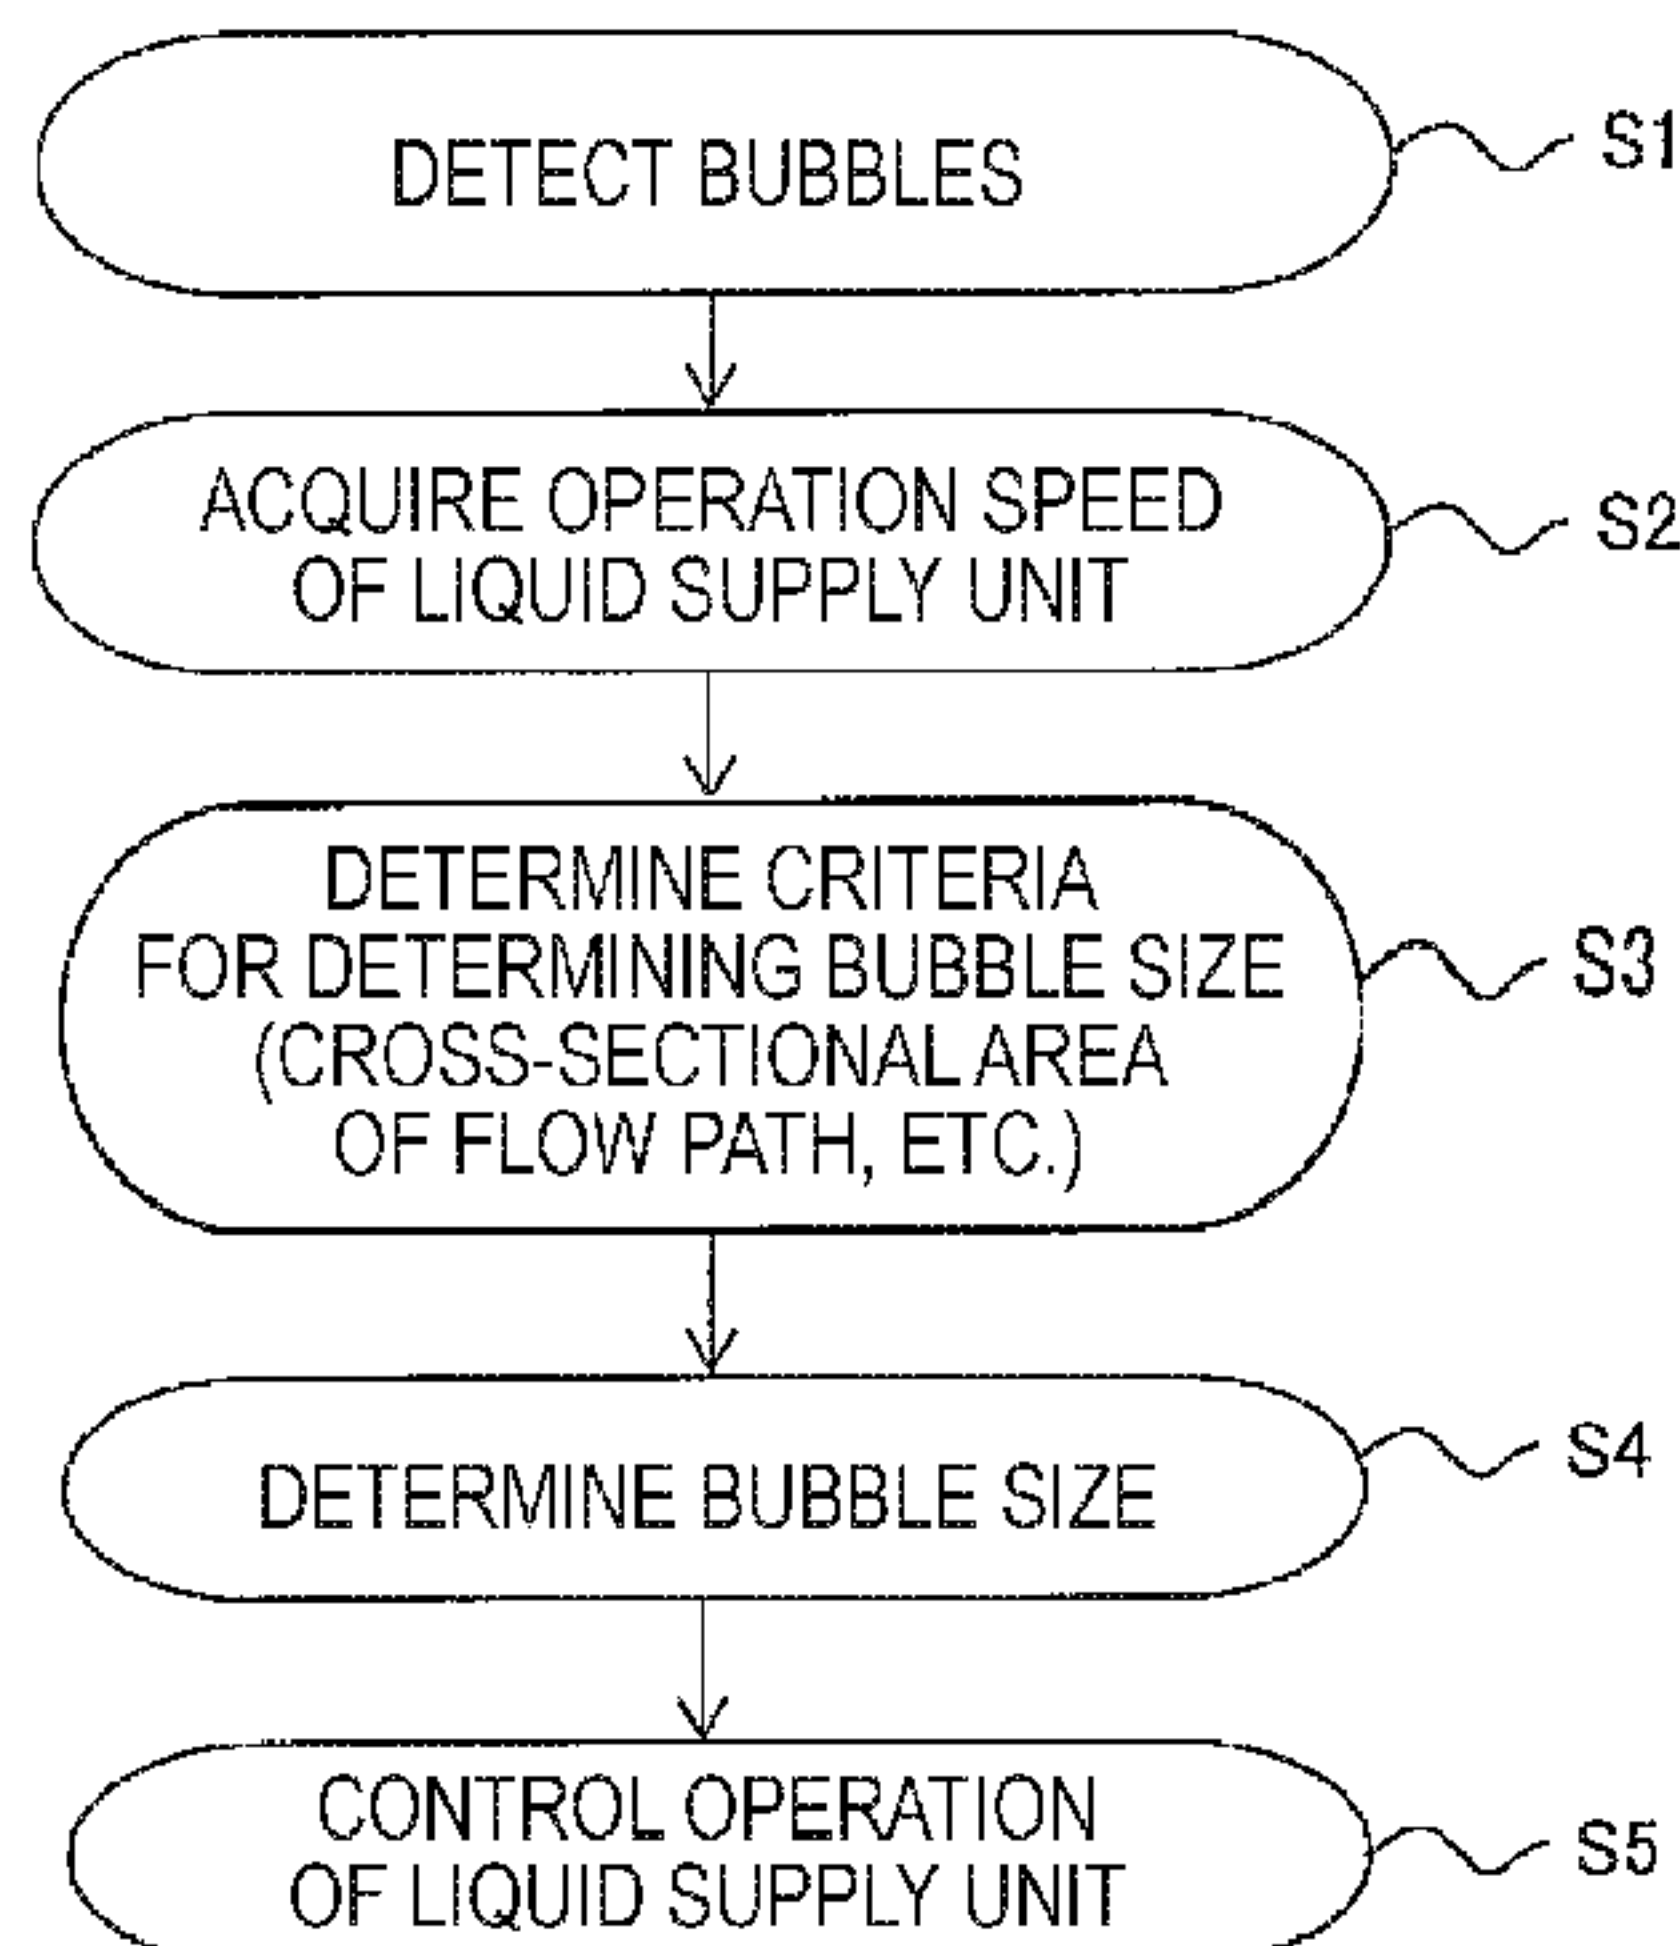 DETECT BUBBLES
S1
ACQUIRE OPERATION SPEED
OF LIQUID SUPPLY UNIT
S2
DETERMINE CRITERIA
FOR DETERMINING BUBBLE SIZE
(CROSS-SECTIONAL AREA
OF FLOW PATH, ETC.)
S3
DETERMINE BUBBLE SIZE
S4
CONTROL OPERATION
OF LIQUID SUPPLY UNIT
S5